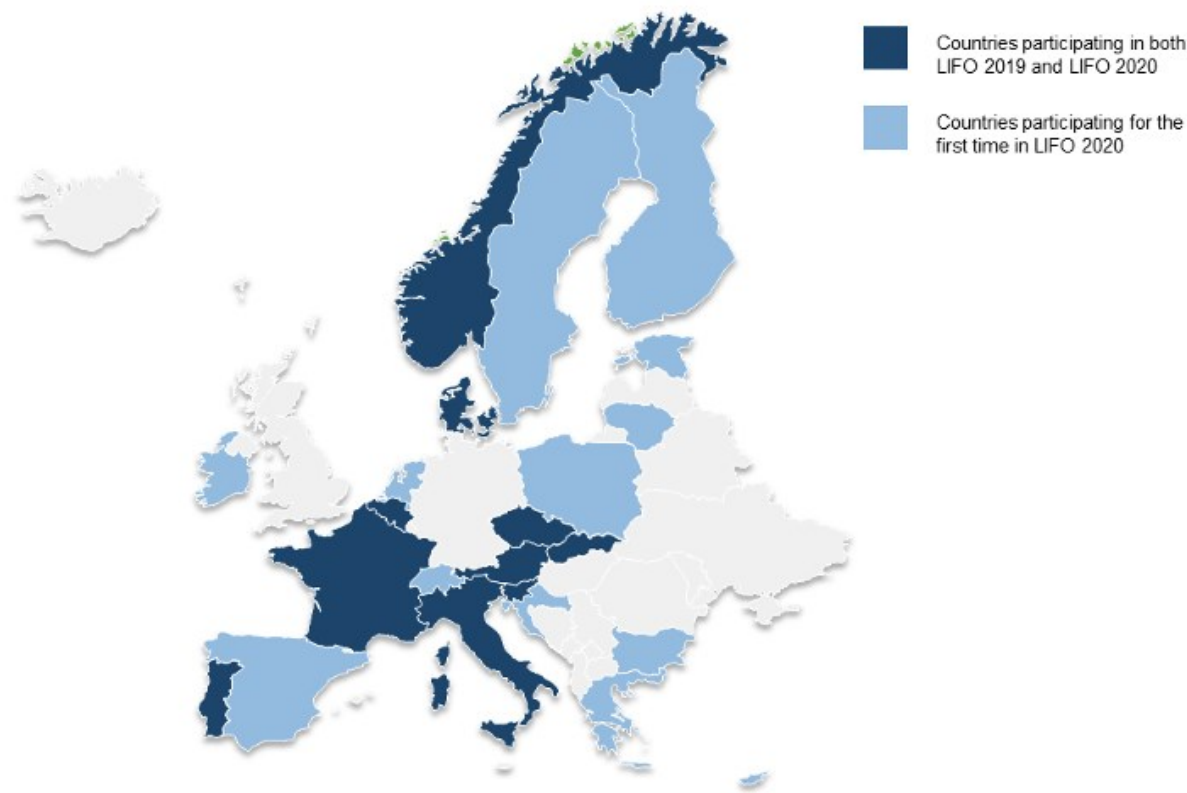 Countries participating in both
LIFO 2019 and LIFO 2020
Countries participating for the
first time in LIFO 2020